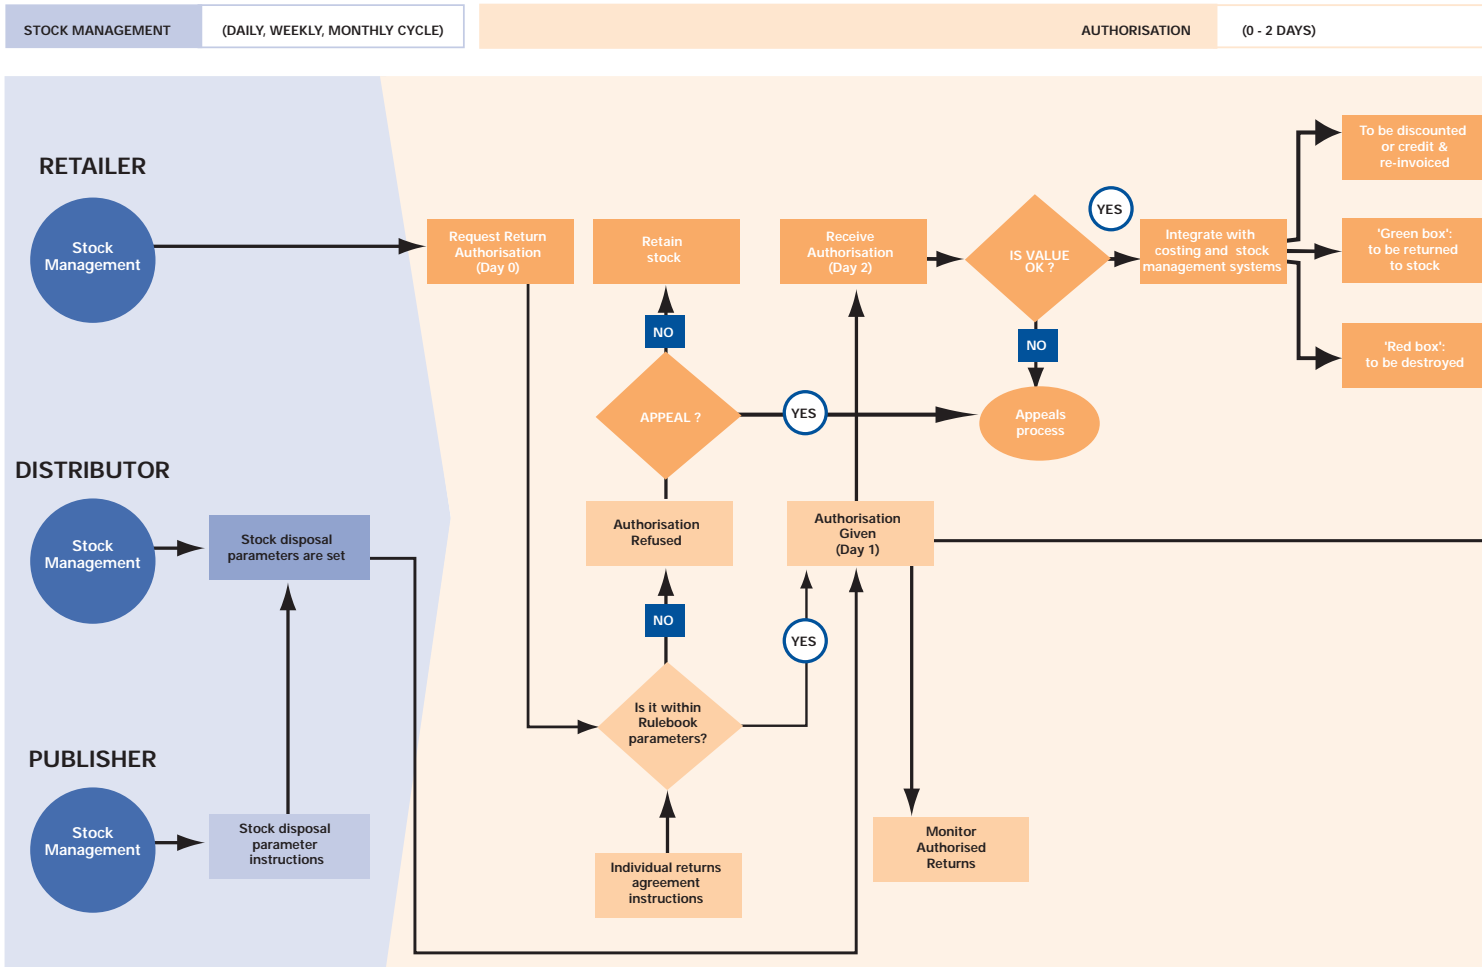 STOCK MANAGEMENT
(DAILY, WEEKLY, MONTHLY CYCLE)
AUTHORISATION
(0 - 2 DAYS)
RETAILER
Stock
Management
Request Return
Authorisation
(Day 0)
Retain
stock
Receive
Authorisation
(Day 2)
IS VALUE
OK ?
YES
Integrate with
costing and stock
management systems
To be discounted
or credit &
re-invoiced
'Green box':
to be returned
to stock
'Red box':
to be destroyed
NO
NO
APPEAL ?
YES
Appeals
process
DISTRIBUTOR
Stock
Management
Stock disposal
parameters are set
Authorisation
Refused
Authorisation
Given
(Day 1)
NO
YES
Is it within
Rulebook
parameters?
PUBLISHER
Stock
Management
Stock disposal
parameter
instructions
Individual returns
agreement
instructions
Monitor
Authorised
Returns